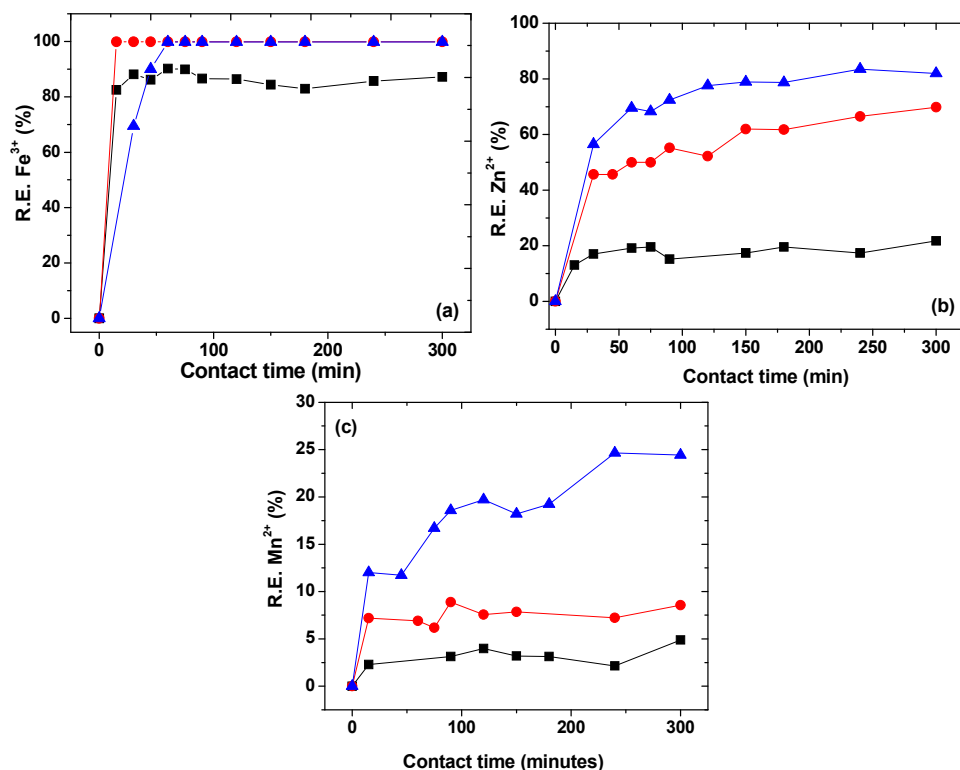 100
80
60
40
20
0
R.E. Fe³⁺ (%)
0 100 200 300
Contact time (min)
(a)
100
80
60
40
20
0
R.E. Zn²⁺ (%)
0 50 100 150 200 250 300
Contact time (min)
(b)
30
25
20
15
10
5
0
R.E. Mn²⁺ (%)
(c)
0 100 200 300
Contact time (minutes)